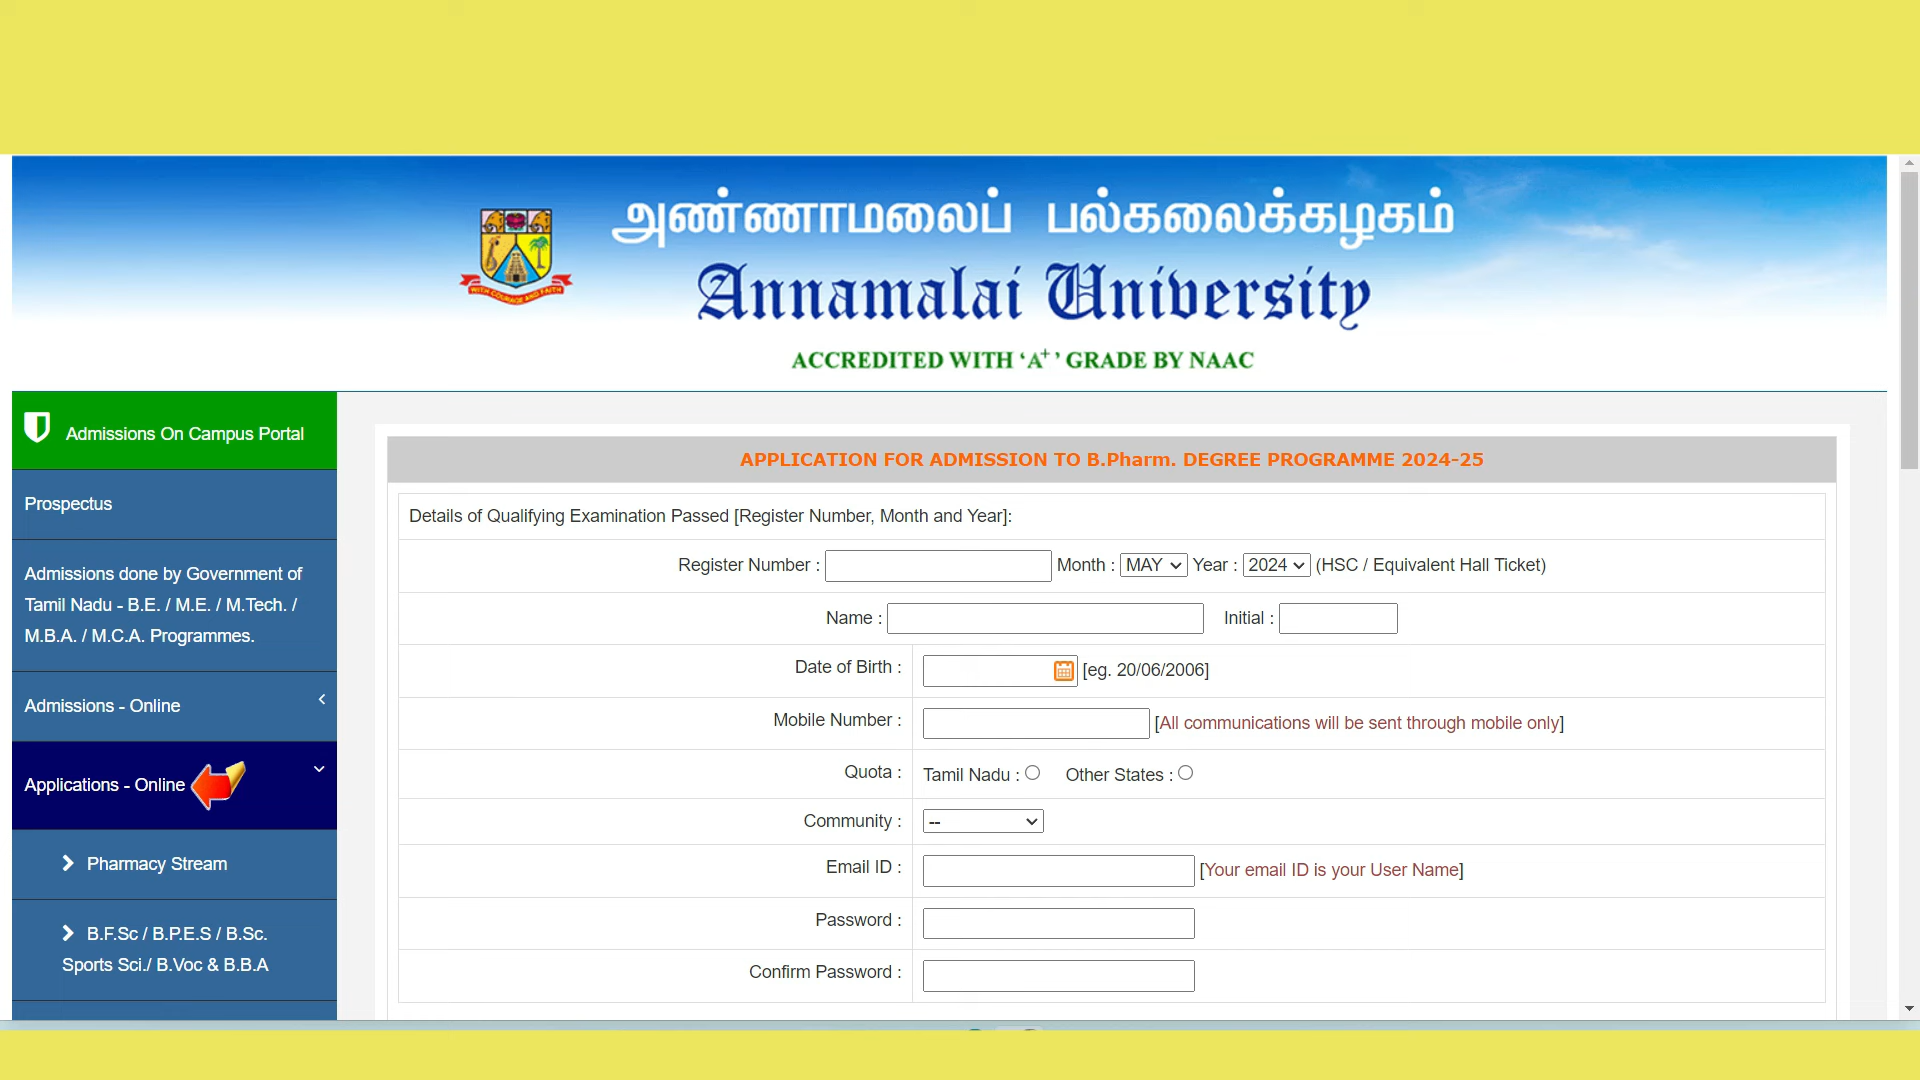 அண்ணாமலைப் பல்கலைக்கழகம்
Annamalai University
WITH COURAGE AND FAITH
ACCREDITED WITH ‘A+’ GRADE BY NAAC
Admissions On Campus Portal
Prospectus
Admissions done by Government of
Tamil Nadu - B.E. / M.E. / M.Tech. /
M.B.A. / M.C.A. Programmes.
Admissions - Online
Applications - Online
Pharmacy Stream
B.F.Sc / B.P.E.S / B.Sc.
Sports Sci./ B.Voc & B.B.A
APPLICATION FOR ADMISSION TO B.Pharm. DEGREE PROGRAMME 2024-25
Details of Qualifying Examination Passed [Register Number, Month and Year]:
Register Number : Month : MAY Year : 2024 (HSC / Equivalent Hall Ticket)
Name : Initial :
Date of Birth : [eg. 20/06/2006]
Mobile Number : [All communications will be sent through mobile only]
Quota : Tamil Nadu : Other States :
Community : --
Email ID : [Your email ID is your User Name]
Password :
Confirm Password :